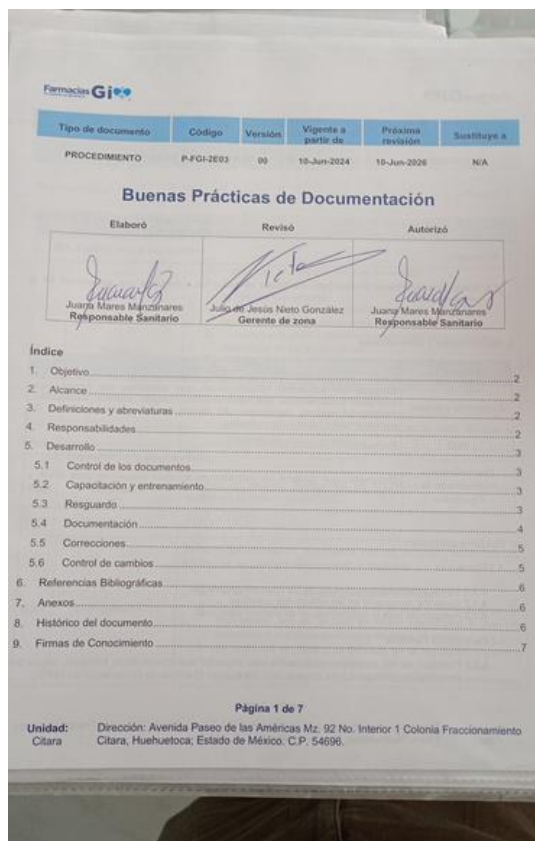 Farmacias Gi
Tipo de documento Código Versión Vigente a partir de Próxima revisión Sustituye a
PROCEDIMIENTO P-FGI-2E03 00 10-Jun-2024 10-Jun-2026 N/A
Buenas Prácticas de Documentación
Elaboró Revisó Autorizó
Juana Mares Manzanares Julio de Jesús Nieto González Juana Mares Manzanares
Responsable Sanitario Gerente de zona Responsable Sanitario
Índice
1. Objetivo 2
2. Alcance 2
3. Definiciones y abreviaturas 2
4. Responsabilidades 2
5. Desarrollo 3
5.1 Control de los documentos 3
5.2 Capacitación y entrenamiento 3
5.3 Resguardo 3
5.4 Documentación 4
5.5 Correcciones 5
5.6 Control de cambios 5
6. Referencias Bibliográficas 6
7. Anexos 6
8. Histórico del documento 6
9. Firmas de Conocimiento 7
Página 1 de 7
Unidad: Dirección: Avenida Paseo de las Américas Mz. 92 No. Interior 1 Colonia Fraccionamiento
Citara Citara, Huehuetoca; Estado de México. C.P. 54696.